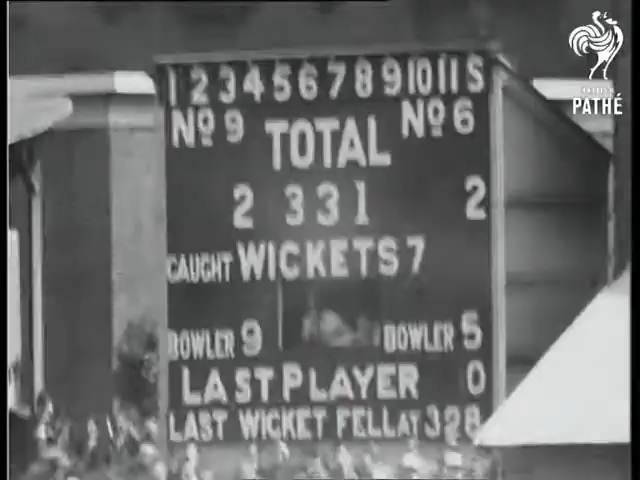 BRITISH
PATHÉ
1 2 3 4 5 6 7 8 9 10 11 S
Nº 9 Nº 6
TOTAL
2 331 2
CAUGHT WICKETS 7
BOWLER 9 BOWLER 5
LAST PLAYER 0
LAST WICKET FELL AT 328